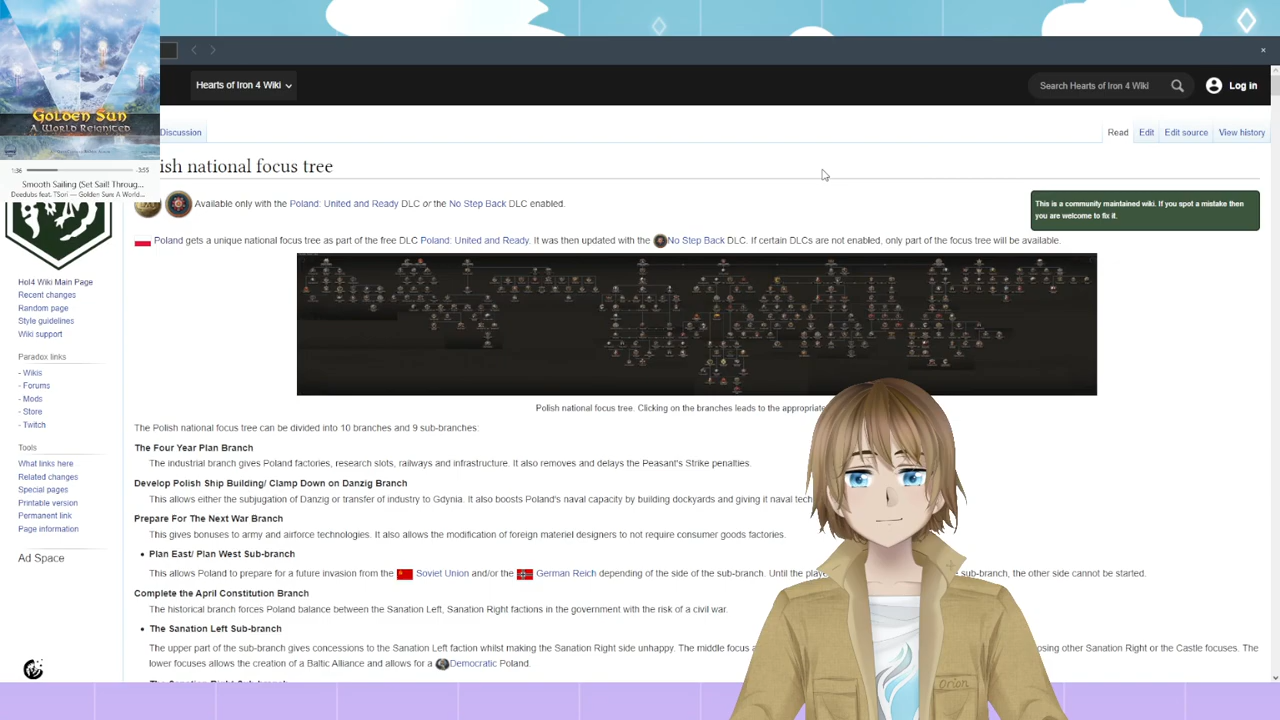 Golden Sun
A World Reignited
1:36
-3:55
Smooth Sailing (Set Sail! Throug...
Deedubs feat. TSori — Golden Sun: A World...
Hearts of Iron 4 Wiki
Search Hearts of Iron 4 Wiki
Log in
Discussion
Read
Edit
Edit source
View history
ish national focus tree
Available only with the Poland: United and Ready DLC or the No Step Back DLC enabled.
This is a community maintained wiki. If you spot a mistake then
you are welcome to fix it.
Poland gets a unique national focus tree as part of the free DLC Poland: United and Ready. It was then updated with the No Step Back DLC. If certain DLCs are not enabled, only part of the focus tree will be available.
HoI4 Wiki Main Page
Recent changes
Random page
Style guidelines
Wiki support
Paradox links
- Wikis
- Forums
- Mods
- Store
- Twitch
Tools
What links here
Related changes
Special pages
Printable version
Permanent link
Page information
Ad Space
Polish national focus tree. Clicking on the branches leads to the appropriate
The Polish national focus tree can be divided into 10 branches and 9 sub-branches:
The Four Year Plan Branch
The industrial branch gives Poland factories, research slots, railways and infrastructure. It also removes and delays the Peasant's Strike penalties.
Develop Polish Ship Building/ Clamp Down on Danzig Branch
This allows either the subjugation of Danzig or transfer of industry to Gdynia. It also boosts Poland's naval capacity by building dockyards and giving it naval tech
Prepare For The Next War Branch
This gives bonuses to army and airforce technologies. It also allows the modification of foreign materiel designers to not require consumer goods factories.
• Plan East/ Plan West Sub-branch
This allows Poland to prepare for a future invasion from the Soviet Union and/or the German Reich depending of the side of the sub-branch. Until the playe sub-branch, the other side cannot be started.
Complete the April Constitution Branch
The historical branch forces Poland balance between the Sanation Left, Sanation Right factions in the government with the risk of a civil war.
• The Sanation Left Sub-branch
The upper part of the sub-branch gives concessions to the Sanation Left faction whilst making the Sanation Right side unhappy. The middle focus a osing other Sanation Right or the Castle focuses. The
lower focuses allows the creation of a Baltic Alliance and allows for a Democratic Poland.
Orion